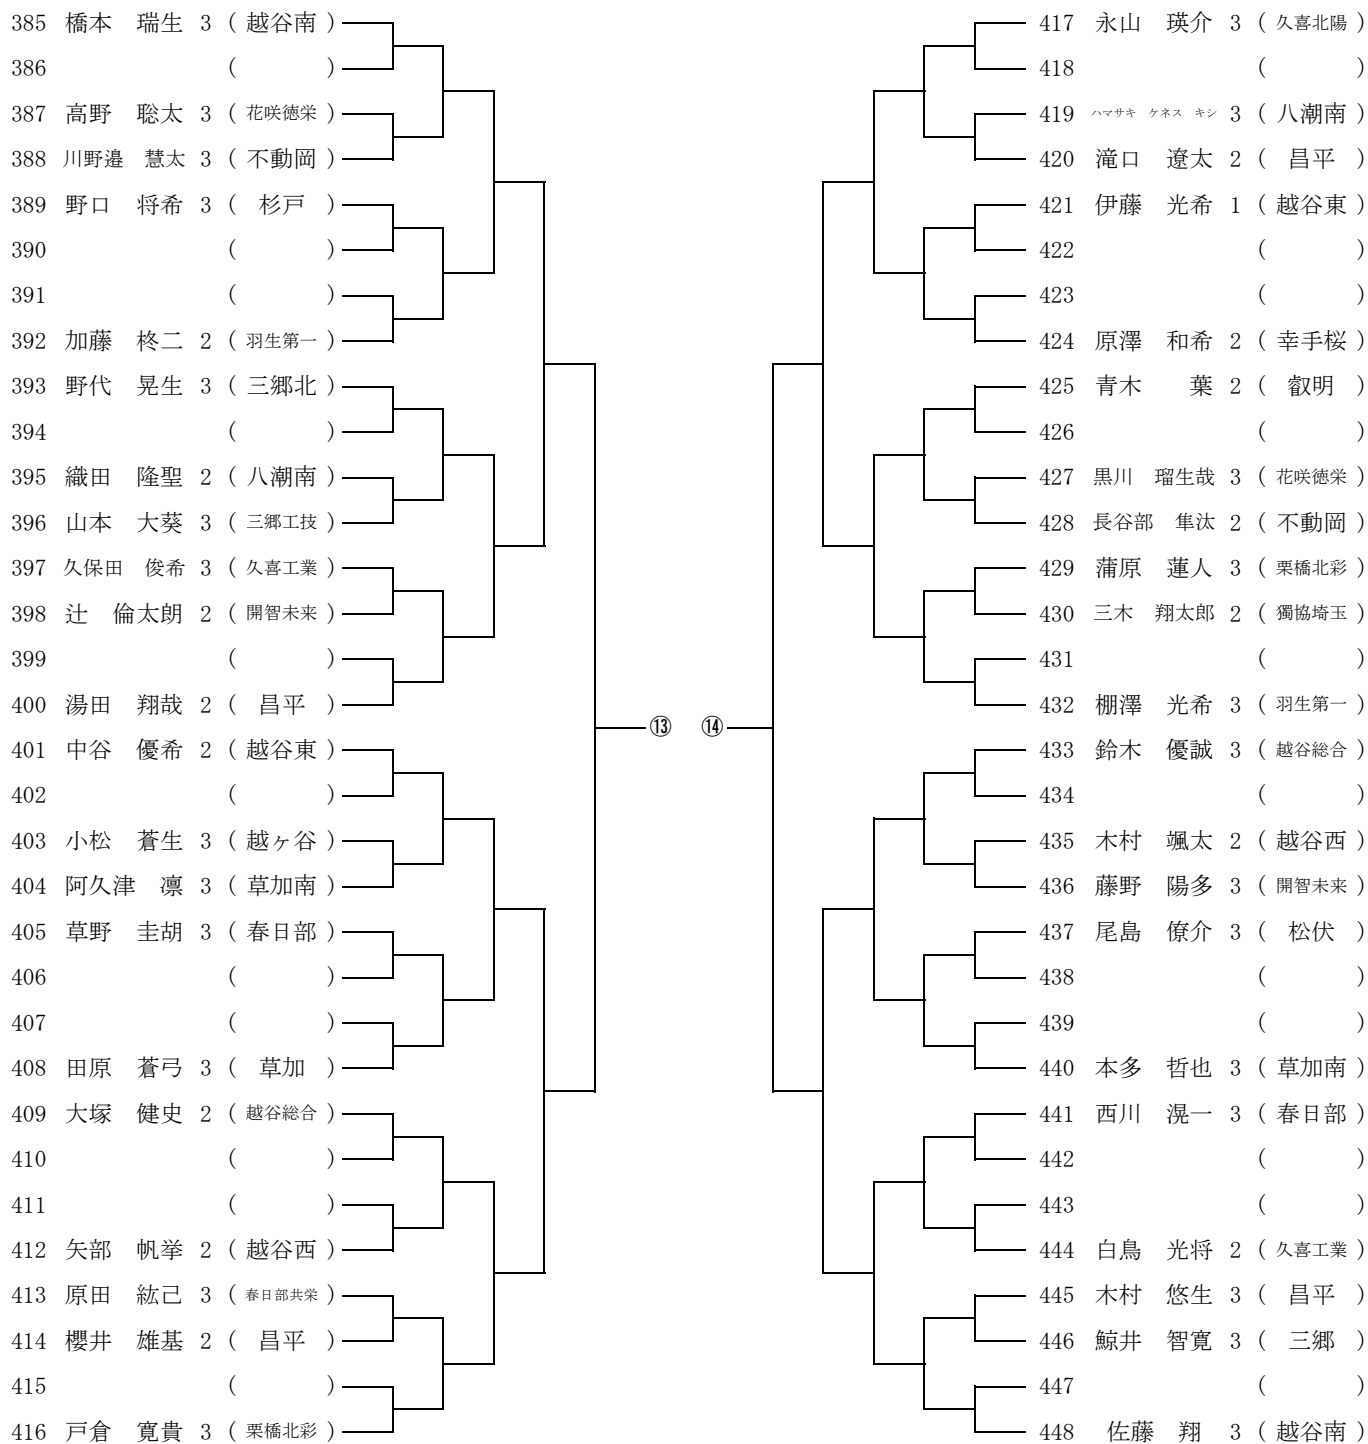 385 橋本　瑞生 3 ( 越谷南 )
386 ( )
387 高野　聡太 3 ( 花咲徳栄 )
388 川野邉　慧太 3 ( 不動岡 )
389 野口　将希 3 ( 杉戸 )
390 ( )
391 ( )
392 加藤　柊二 2 ( 羽生第一 )
393 野代　晃生 3 ( 三郷北 )
394 ( )
395 織田　隆聖 2 ( 八潮南 )
396 山本　大葵 3 ( 三郷工技 )
397 久保田　俊希 3 ( 久喜工業 )
398 辻　倫太朗 2 ( 開智未来 )
399 ( )
400 湯田　翔哉 2 ( 昌平 )
401 中谷　優希 2 ( 越谷東 )
402 ( )
403 小松　蒼生 3 ( 越ヶ谷 )
404 阿久津　凛 3 ( 草加南 )
405 草野　圭胡 3 ( 春日部 )
406 ( )
407 ( )
408 田原　蒼弓 3 ( 草加 )
409 大塚　健史 2 ( 越谷総合 )
410 ( )
411 ( )
412 矢部　帆挙 2 ( 越谷西 )
413 原田　紘己 3 ( 春日部共栄 )
414 櫻井　雄基 2 ( 昌平 )
415 ( )
416 戸倉　寛貴 3 ( 栗橋北彩 )
⑬ ⑭
417 永山　瑛介 3 ( 久喜北陽 )
418 ( )
419 ハマサキ　ケネス　キシ 3 ( 八潮南 )
420 滝口　遼太 2 ( 昌平 )
421 伊藤　光希 1 ( 越谷東 )
422 ( )
423 ( )
424 原澤　和希 2 ( 幸手桜 )
425 青木　葉 2 ( 叡明 )
426 ( )
427 黒川　瑠生哉 3 ( 花咲徳栄 )
428 長谷部　隼汰 2 ( 不動岡 )
429 蒲原　蓮人 3 ( 栗橋北彩 )
430 三木　翔太郎 2 ( 獨協埼玉 )
431 ( )
432 棚澤　光希 3 ( 羽生第一 )
433 鈴木　優誠 3 ( 越谷総合 )
434 ( )
435 木村　颯太 2 ( 越谷西 )
436 藤野　陽多 3 ( 開智未来 )
437 尾島　僚介 3 ( 松伏 )
438 ( )
439 ( )
440 本多　哲也 3 ( 草加南 )
441 西川　滉一 3 ( 春日部 )
442 ( )
443 ( )
444 白鳥　光将 2 ( 久喜工業 )
445 木村　悠生 3 ( 昌平 )
446 鯨井　智寛 3 ( 三郷 )
447 ( )
448 佐藤　翔 3 ( 越谷南 )